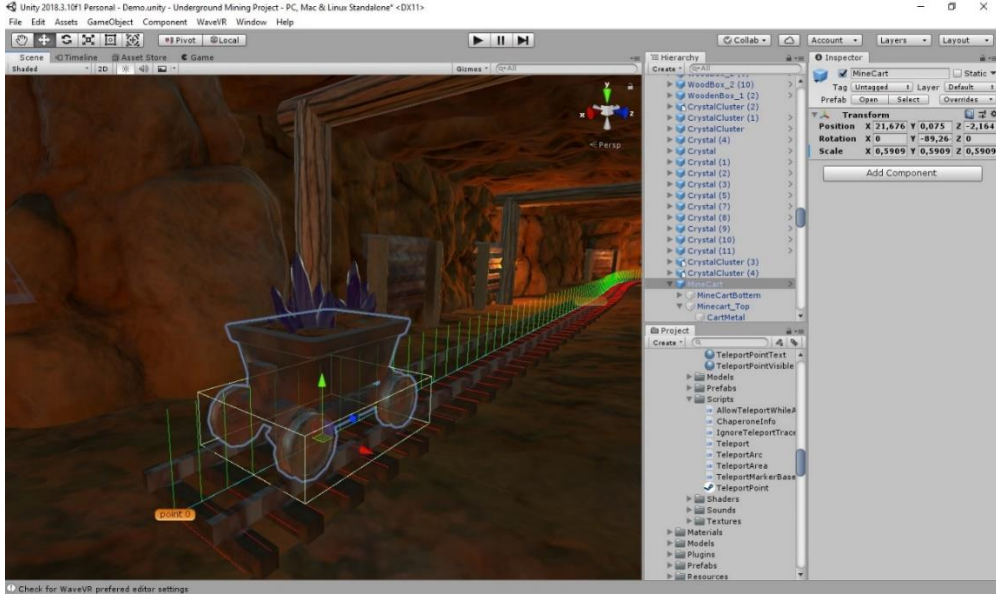 Unity 2018.3.10f1 Personal - Demo.unity - Underground Mining Project - PC, Mac & Linux Standalone* <DX11>
File Edit Assets GameObject Component WaveVR Window Help
Pivot Local Collab Account Layers Layout
Scene Timeline Asset Store Game
Shaded 2D Gizmos All
y
x z
Persp
point 0
Hierarchy
Create All
WoodBox_2 (10)
WoodenBox_1 (2)
CrystalCluster (2)
CrystalCluster (1)
CrystalCluster
Crystal (4)
Crystal
Crystal (1)
Crystal (2)
Crystal (3)
Crystal (5)
Crystal (7)
Crystal (8)
Crystal (9)
Crystal (10)
Crystal (11)
CrystalCluster (3)
CrystalCluster (4)
MineCart
MineCartBottern
Minecart_Top
CartMetal
Project
Create
TeleportPointText
TeleportPointVisible
Models
Prefabs
Scripts
AllowTeleportWhileA
ChaperoneInfo
IgnoreTeleportTrace
Teleport
TeleportArc
TeleportArea
TeleportMarkerBase
TeleportPoint
Shaders
Sounds
Textures
Materials
Models
Plugins
Prefabs
Resources
Inspector
MineCart Static
Tag Untagged Layer Default
Prefab Open Select Overrides
Transform
Position X 21,676 Y 0,075 Z -2,164
Rotation X 0 Y -89,26 Z 0
Scale X 0,5909 Y 0,5909 Z 0,5909
Add Component
Check for WaveVR prefered editor settings